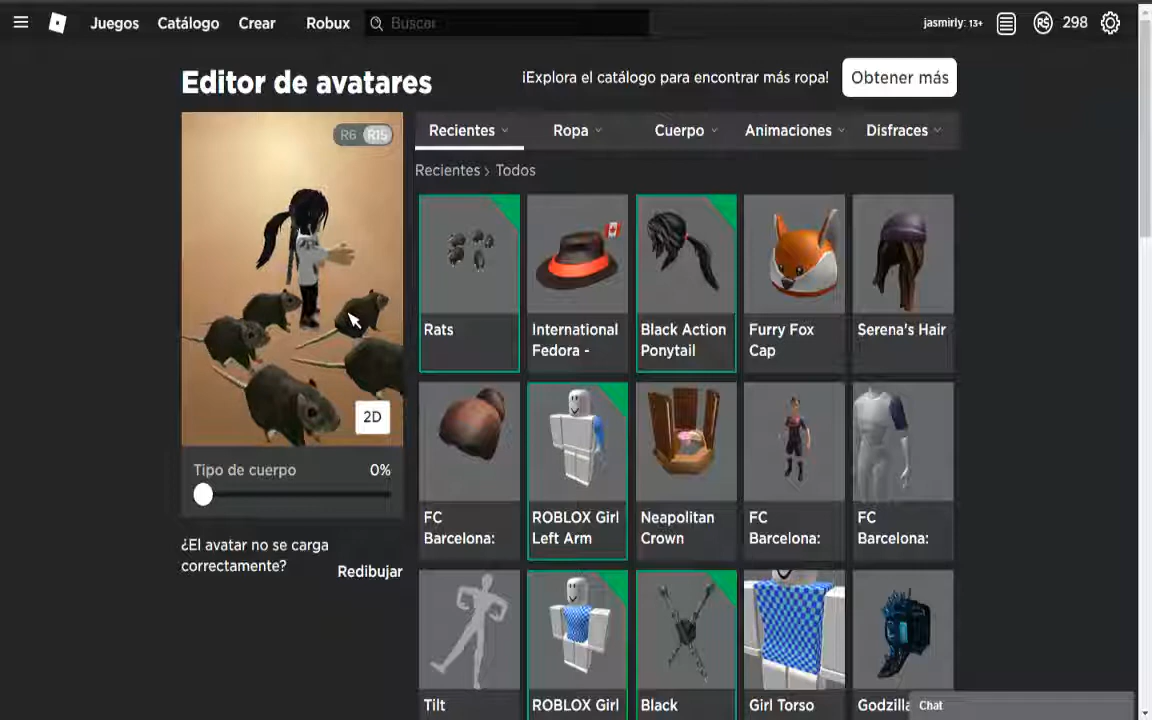 Juegos Catálogo Crear Robux Buscar jasmirly: 13+ 298
Editor de avatares
¡Explora el catálogo para encontrar más ropa! Obtener más
R6 R15
Recientes Ropa Cuerpo Animaciones Disfraces
Recientes > Todos
Rats
International Fedora -
Black Action Ponytail
Furry Fox Cap
Serena's Hair
2D
Tipo de cuerpo 0%
FC Barcelona:
ROBLOX Girl Left Arm
Neapolitan Crown
FC Barcelona:
FC Barcelona:
¿El avatar no se carga
correctamente?
Redibujar
Tilt
ROBLOX Girl
Black
Girl Torso
Godzilla
Chat